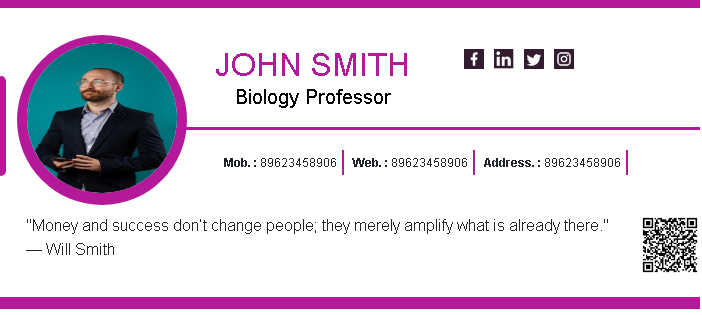 JOHN SMITH
Biology Professor
Mob. : 89623458906
Web. : 89623458906
Address. : 89623458906
"Money and success don't change people; they merely amplify what is already there."
— Will Smith